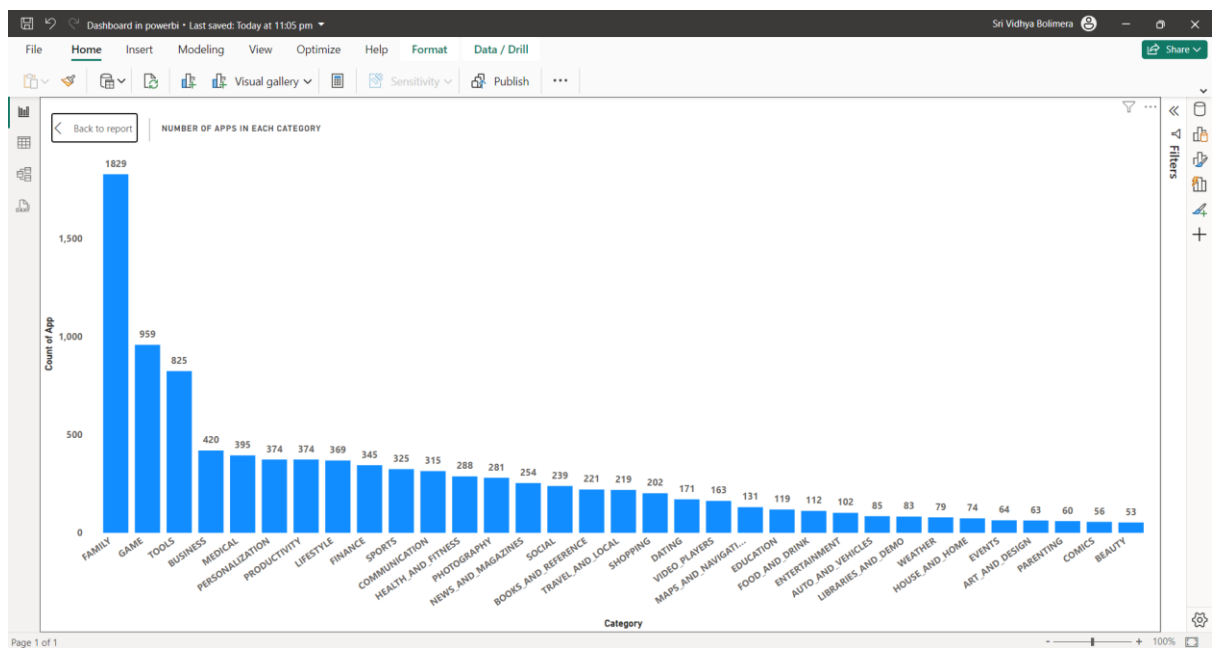 Dashboard in powerbi • Last saved: Today at 11:05 pm
Sri Vidhya Bolimera
File Home Insert Modeling View Optimize Help Format Data / Drill
Share
Visual gallery
Sensitivity
Publish
Back to report
NUMBER OF APPS IN EACH CATEGORY
Filters
Count of App
1,500
1,000
500
0
1829
959
825
420
395
374
374
369
345
325
315
288
281
254
239
221
219
202
171
163
131
119
112
102
85
83
79
74
64
63
60
56
53
FAMILY
GAME
TOOLS
BUSINESS
MEDICAL
PERSONALIZATION
PRODUCTIVITY
LIFESTYLE
FINANCE
SPORTS
COMMUNICATION
HEALTH_AND_FITNESS
PHOTOGRAPHY
NEWS_AND_MAGAZINES
SOCIAL
BOOKS_AND_REFERENCE
TRAVEL_AND_LOCAL
SHOPPING
DATING
VIDEO_PLAYERS
MAPS_AND_NAVIGATI...
EDUCATION
FOOD_AND_DRINK
ENTERTAINMENT
AUTO_AND_VEHICLES
LIBRARIES_AND_DEMO
WEATHER
HOUSE_AND_HOME
EVENTS
ART_AND_DESIGN
PARENTING
COMICS
BEAUTY
Category
Page 1 of 1
100%